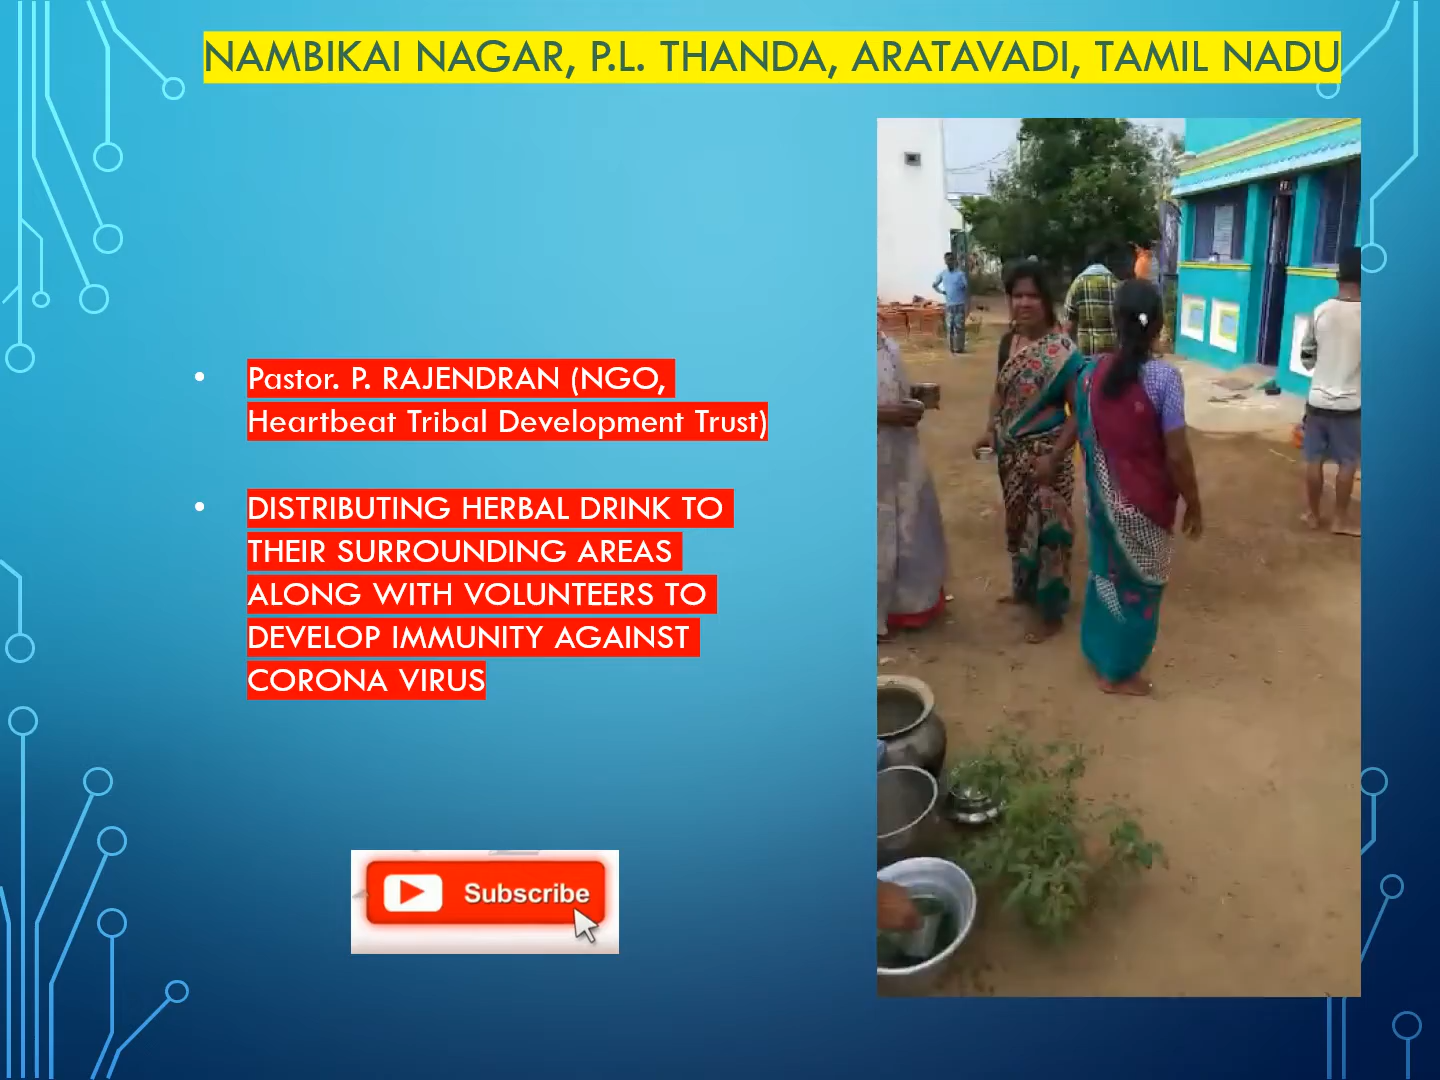 NAMBIKAI NAGAR, P.L. THANDA, ARATAVADI, TAMIL NADU
• Pastor. P. RAJENDRAN (NGO,
Heartbeat Tribal Development Trust)
• DISTRIBUTING HERBAL DRINK TO
THEIR SURROUNDING AREAS
ALONG WITH VOLUNTEERS TO
DEVELOP IMMUNITY AGAINST
CORONA VIRUS
Subscribe